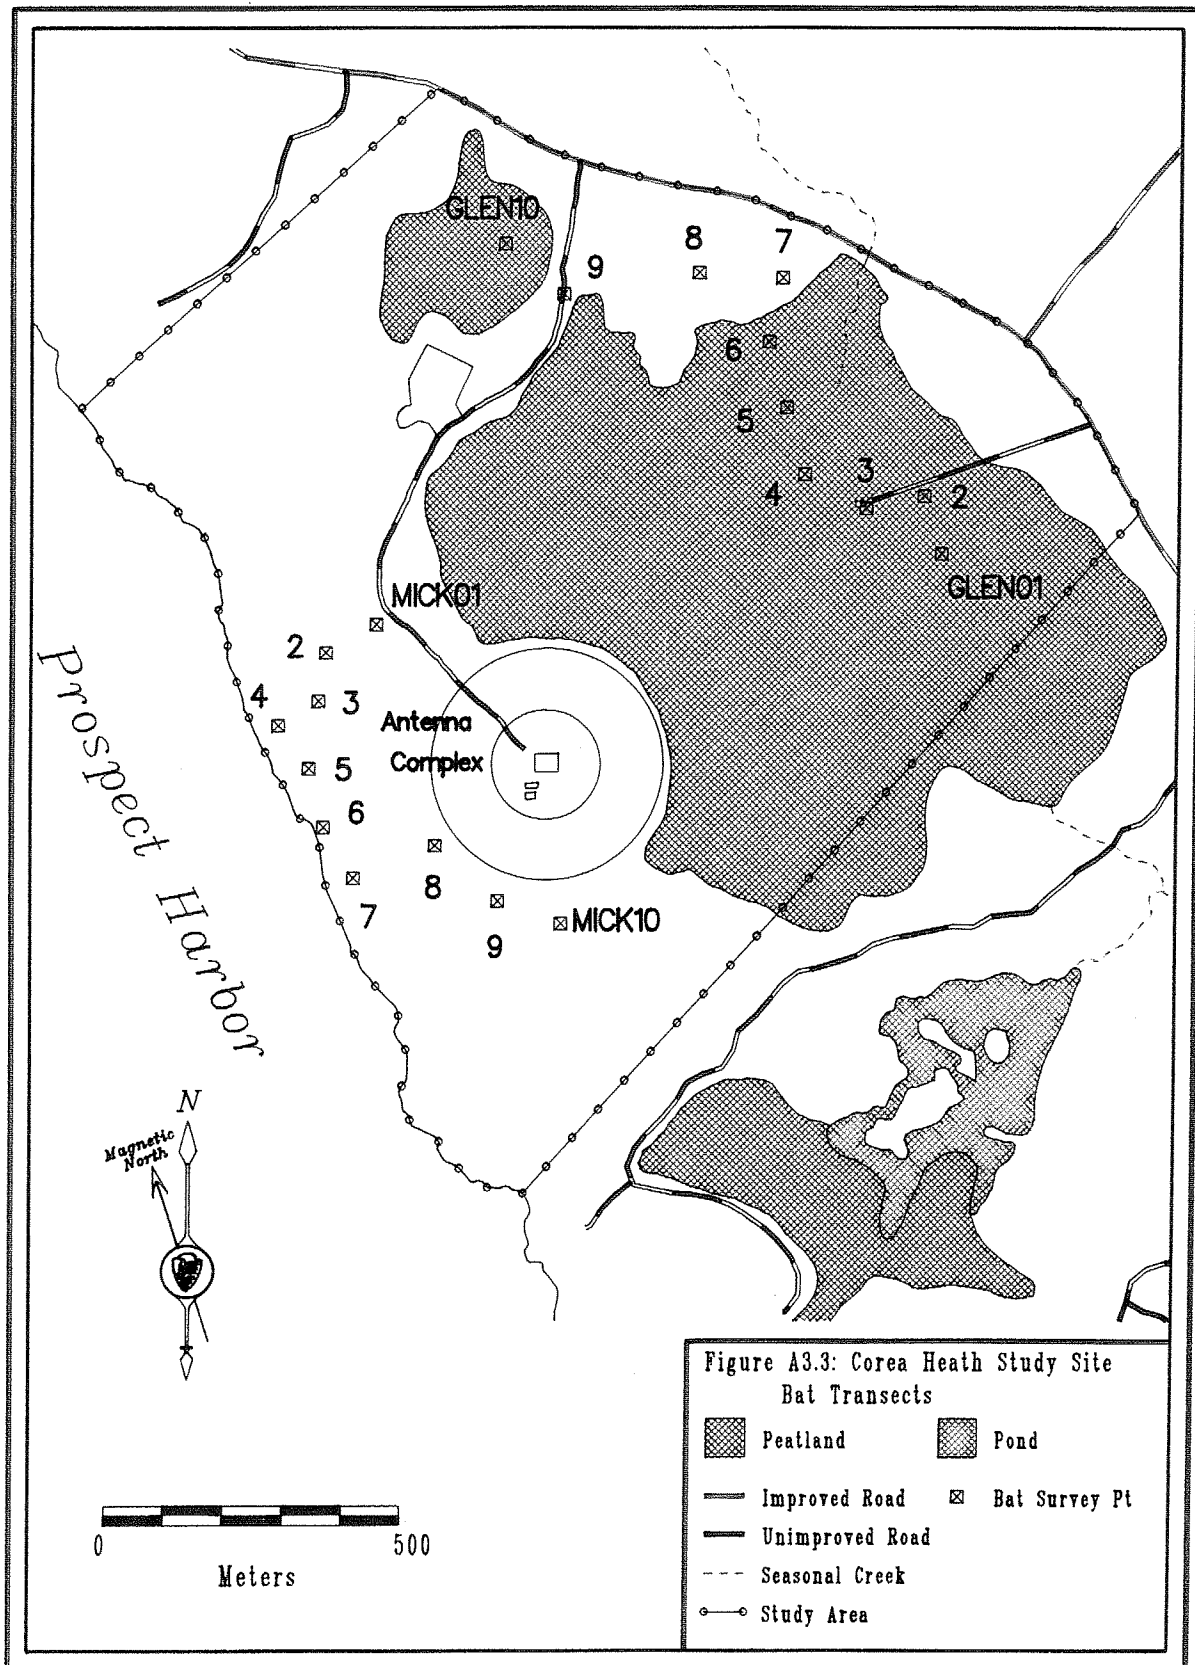 GLEN10
9
8
7
6
5
4
3
2
GLEN01
MICK01
2
3
4
5
6
7
8
9
MICK10
Antenna
Complex
Prospect Harbor
N
Magnetic
North
0
500
Meters
Figure A3.3: Corea Heath Study Site
Bat Transects
Peatland
Pond
Improved Road
Bat Survey Pt
Unimproved Road
Seasonal Creek
Study Area